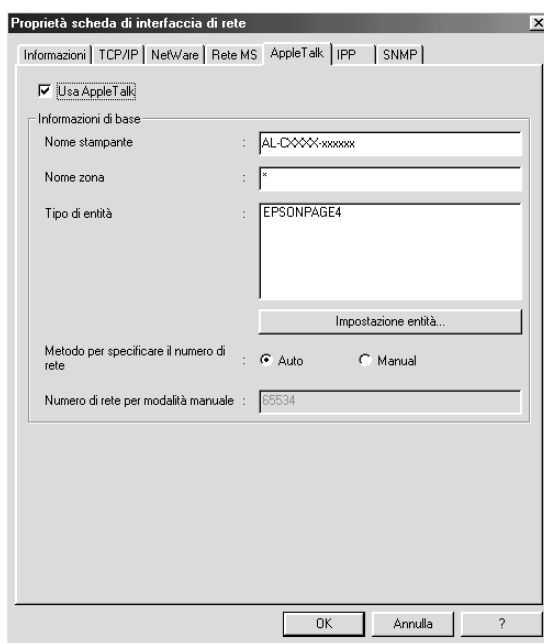 Proprietà scheda di interfaccia di rete
Informazioni TCP/IP NetWare Rete MS AppleTalk IPP SNMP
Usa AppleTalk
Informazioni di base
Nome stampante : AL-CXXXX-xxxxxx
Nome zona : *
Tipo di entità : EPSONPAGE4
Impostazione entità...
Metodo per specificare il numero di
rete : Auto Manual
Numero di rete per modalità manuale : 65534
OK Annulla ?